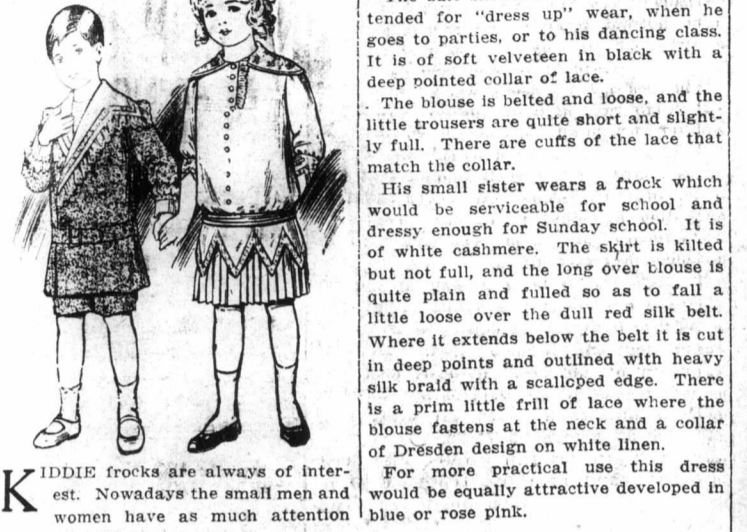 KIDDIE frocks are always of inter-
est. Nowadays the small men and
women have as much attention
tended for "dress up" wear, when he
goes to parties, or to his dancing class.
It is of soft velveteen in black with a
deep pointed collar of lace.
The blouse is belted and loose, and the
little trousers are quite short and slight-
ly full. There are cuffs of the lace that
match the collar.
His small sister wears a frock which
would be serviceable for school and
dressy enough for Sunday school. It is
of white cashmere. The skirt is kilted
but not full, and the long over blouse is
quite plain and fulled so as to fall a
little loose over the dull red silk belt.
Where it extends below the belt it is cut
in deep points and outlined with heavy
silk braid with a scalloped edge. There
is a prim little frill of lace where the
blouse fastens at the neck and a collar
of Dresden design on white linen.
For more practical use this dress
would be equally attractive developed in
blue or rose pink.